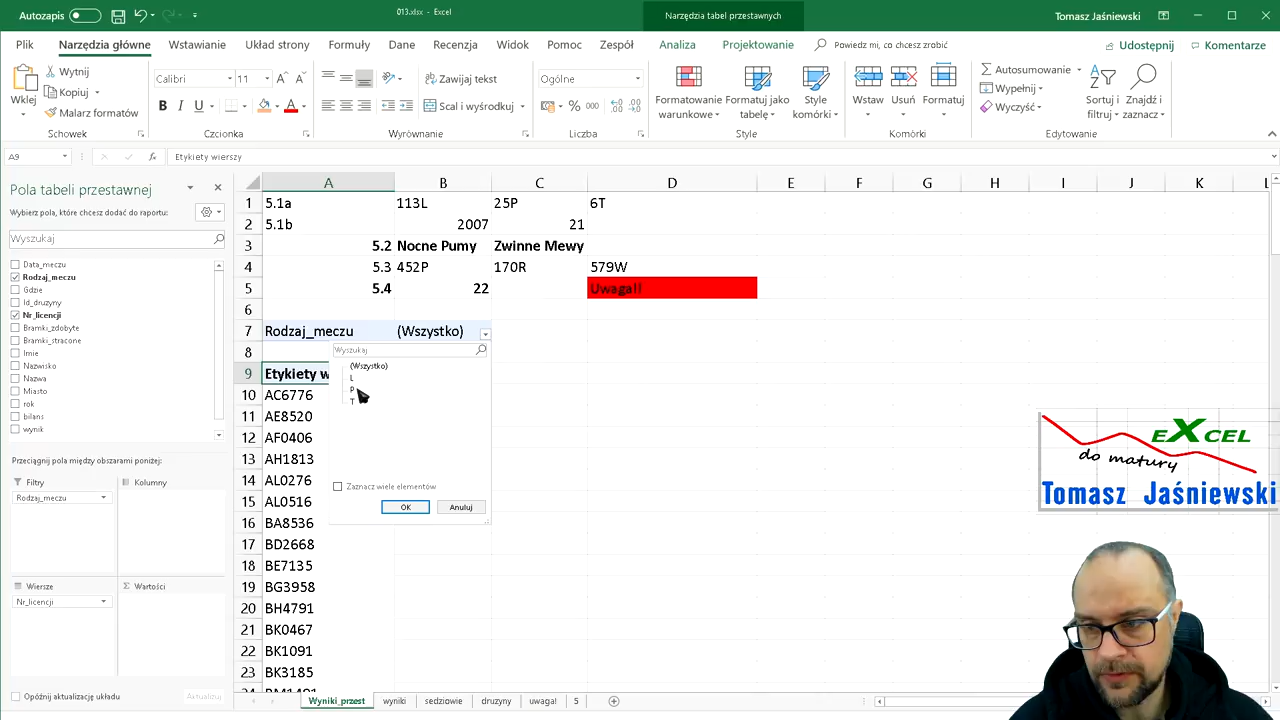 Autozapis
013.xlsx - Excel
Narzędzia tabel przestawnych
Tomasz Jaśniewski
Plik Narzędzia główne Wstawianie Układ strony Formuły Dane Recenzja Widok Pomoc Zespół Analiza Projektowanie Powiedz mi, co chcesz zrobić Udostępnij Komentarze
Wklej
Wytnij
Kopiuj
Malarz formatów
Schowek
Calibri 11
B I U
Czcionka
Zawijaj tekst
Scal i wyśrodkuj
Wyrównanie
Ogólne
% 000
Liczba
Formatowanie warunkowe
Formatuj jako tabelę
Style komórki
Style
Wstaw Usuń Formatuj
Komórki
Autosumowanie
Wypełnij
Wyczyść
Sortuj i filtruj
Znajdź i zaznacz
Edytowanie
A9 fx Etykiety wierszy
Pola tabeli przestawnej
Wybierz pola, które chcesz dodać do raportu:
Wyszukaj
Data_meczu
Rodzaj_meczu
Gdzie
Id_druzyny
Nr_licencji
Bramki_zdobyte
Bramki_stracone
Imie
Nazwisko
Nazwa
Miasto
rok
bilans
wynik
Przeciągnij pola między obszarami poniżej:
Filtry Kolumny
Rodzaj_meczu
Wiersze Σ Wartości
Nr_licencji
Opóźnij aktualizację układu Aktualizuj
A B C D E F G H I J K L
1 5.1a 113L 25P 6T
2 5.1b 2007 21
3 5.2 Nocne Pumy Zwinne Mewy
4 5.3 452P 170R 579W
5 5.4 22 Uwaga!!
6
7 Rodzaj_meczu (Wszystko)
8
9 Etykiety w
10 AC6776
11 AE8520
12 AF0406
13 AH1813
14 AL0276
15 AL0516
16 BA8536
17 BD2668
18 BE7135
19 BG3958
20 BH4791
21 BK0467
22 BK1091
23 BK3185
Wyszukaj
(Wszystko)
L
P
T
Zaznacz wiele elementów
OK Anuluj
Wyniki_przest wyniki sedziowie druzyny uwaga! 5
EXCEL
do matury
Tomasz Jaśniewski